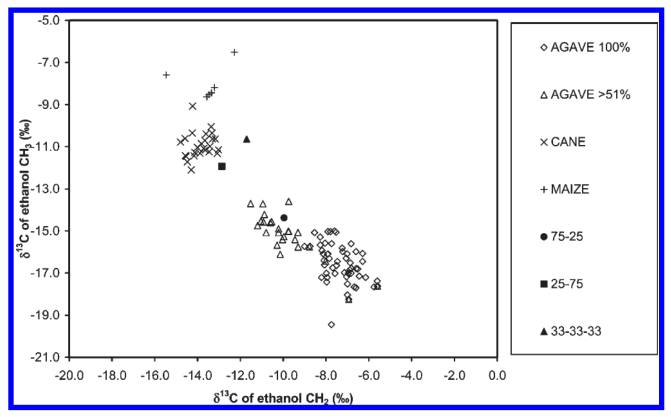 -5.0
-7.0
-9.0
-11.0
-13.0
-15.0
-17.0
-19.0
-21.0
δ¹³C of ethanol CH₃ (‰)
-20.0 -18.0 -16.0 -14.0 -12.0 -10.0 -8.0 -6.0 -4.0 -2.0 0.0
δ¹³C of ethanol CH₂ (‰)
AGAVE 100%
AGAVE >51%
CANE
MAIZE
75-25
25-75
33-33-33